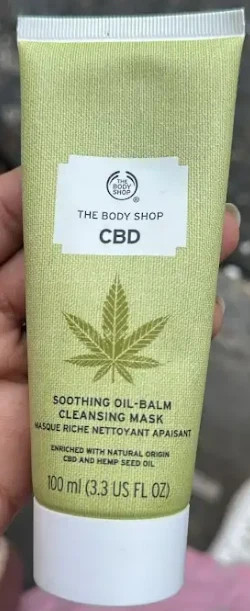 THE
BODY
SHOP
®
THE BODY SHOP
CBD
SOOTHING OIL-BALM
CLEANSING MASK
MASQUE RICHE NETTOYANT APAISANT
ENRICHED WITH NATURAL ORIGIN
CBD AND HEMP SEED OIL
100 ml (3.3 US FL OZ)